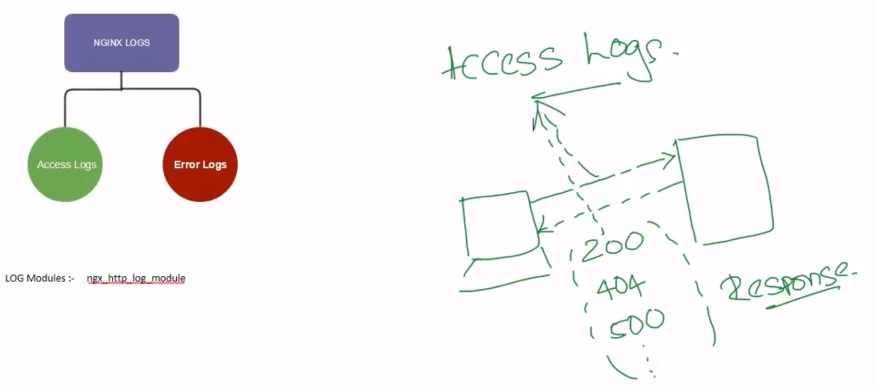 NGINX LOGS
Access Logs
Error Logs
LOG Modules :- ngx_http_log_module
Access Logs.
200
404
500
Response.